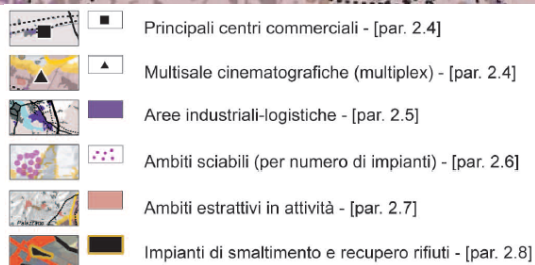 Principali centri commerciali - [par. 2.4]
Multisale cinematografiche (multiplex) - [par. 2.4]
Aree industriali-logistiche - [par. 2.5]
Ambiti sciabili (per numero di impianti) - [par. 2.6]
Ambiti estrattivi in attività - [par. 2.7]
Impianti di smaltimento e recupero rifiuti - [par. 2.8]